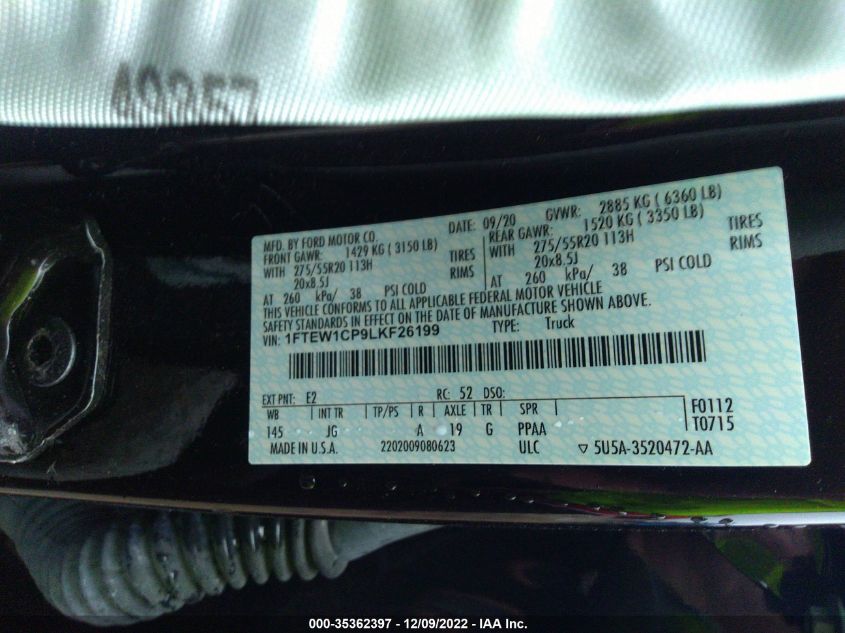 49357
MFD. BY FORD MOTOR CO. DATE: 09/20 GVWR: 2885 KG ( 6360 LB)
FRONT GAWR: 1429 KG ( 3150 LB) REAR GAWR: 1520 KG ( 3350 LB)
WITH 275/55R20 113H TIRES WITH 275/55R20 113H TIRES
20x8.5J RIMS 20x8.5J RIMS
AT 260 kPa/ 38 PSI COLD AT 260 kPa/ 38 PSI COLD
THIS VEHICLE CONFORMS TO ALL APPLICABLE FEDERAL MOTOR VEHICLE
SAFETY STANDARDS IN EFFECT ON THE DATE OF MANUFACTURE SHOWN ABOVE.
VIN: 1FTEW1CP9LKF26199 TYPE: Truck
EXT PNT: E2 RC: 52 DSO:
WB INT TR TP/PS R AXLE TR SPR F0112
145 JG A 19 G PPAA T0715
MADE IN U.S.A. 2202009080623 ULC ▽ 5U5A-3520472-AA
000-35362397 - 12/09/2022 - IAA Inc.